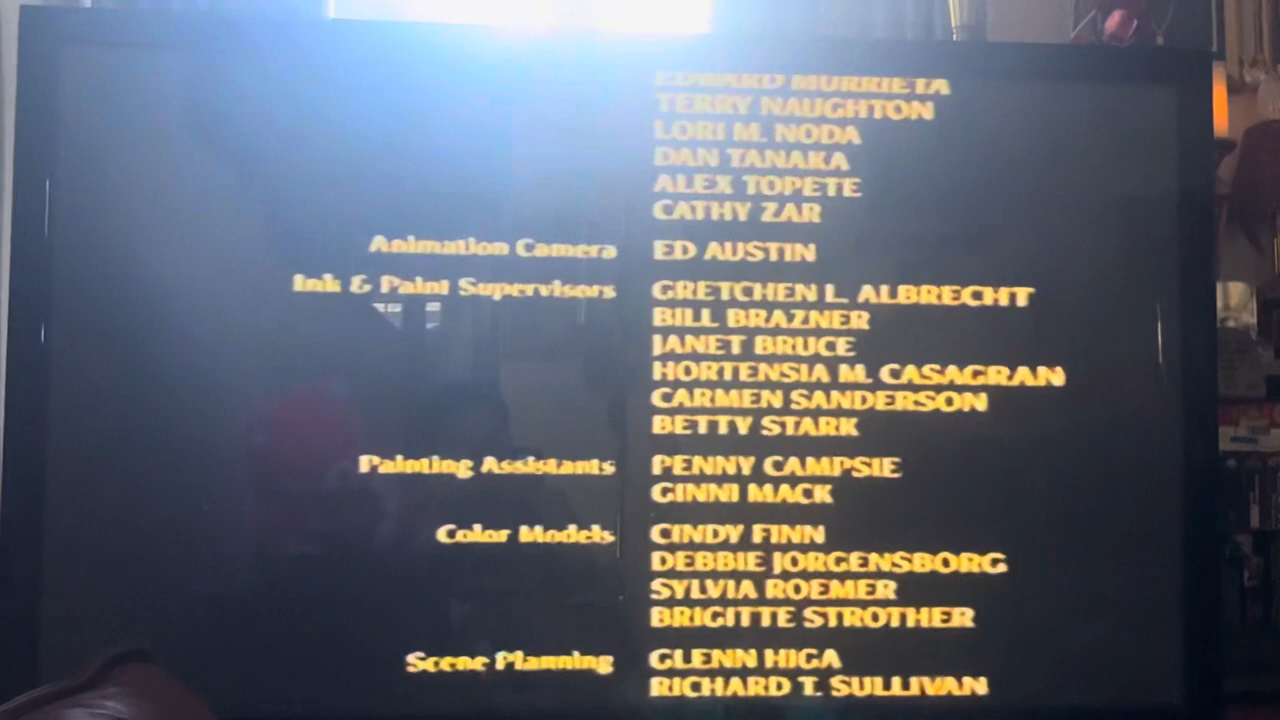 EDWARD MURRIETA
TERRY NAUGHTON
LORI M. NODA
DAN TANAKA
ALEX TOPETE
CATHY ZAR
Animation Camera ED AUSTIN
Ink & Paint Supervisors GRETCHEN L. ALBRECHT
BILL BRAZNER
JANET BRUCE
HORTENSIA M. CASAGRAN
CARMEN SANDERSON
BETTY STARK
Painting Assistants PENNY CAMPSIE
GINNI MACK
Color Models CINDY FINN
DEBBIE JORGENSBORG
SYLVIA ROEMER
BRIGITTE STROTHER
Scene Planning GLENN HIGA
RICHARD T. SULLIVAN